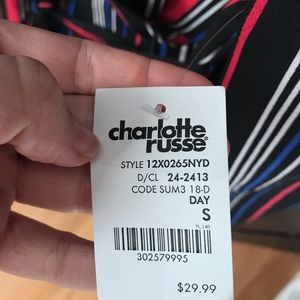 charlotte
russe
STYLE 12X0265NYD
D/CL 24-2413
CODE SUM3 18-D
DAY
S
302579995
$29.99